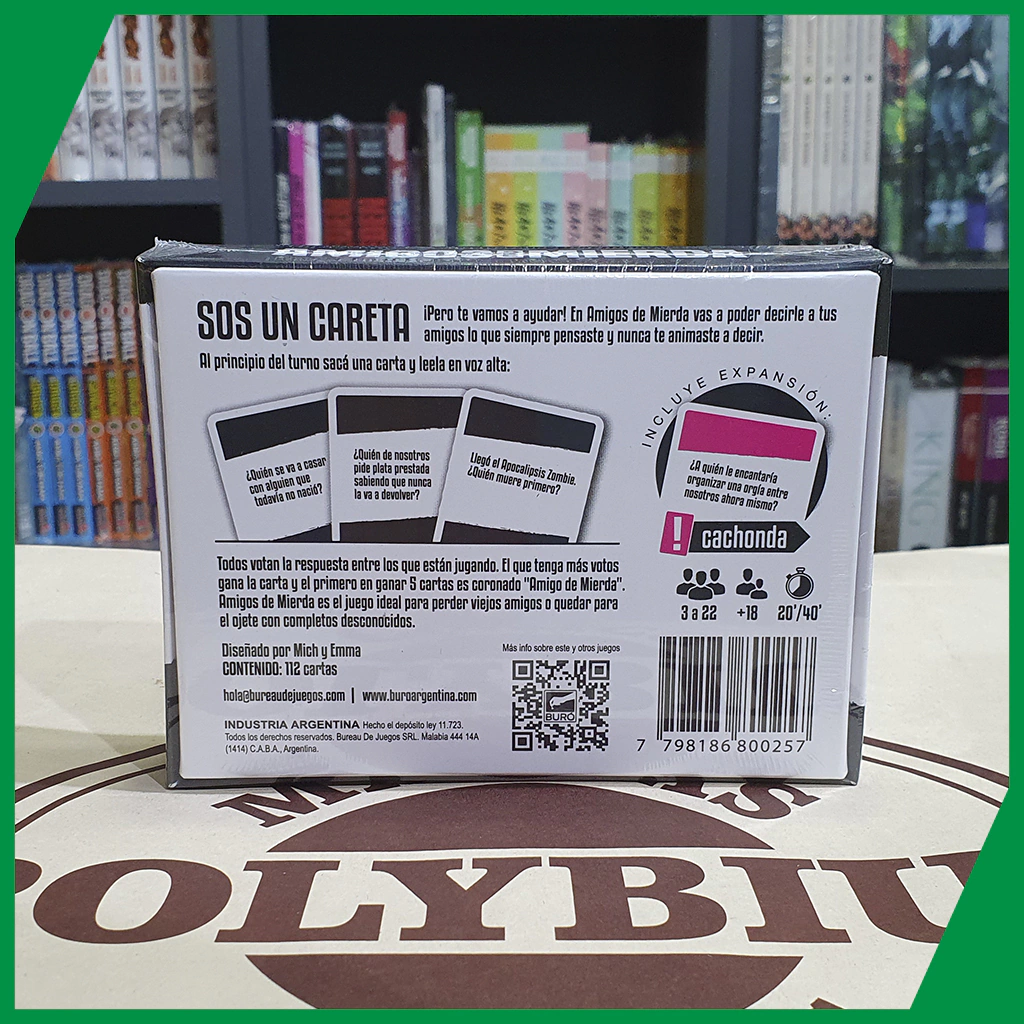 AMIGOS DE MIERDA
SOS UN CARETA
¡Pero te vamos a ayudar! En Amigos de Mierda vas a poder decirle a tus
amigos lo que siempre pensaste y nunca te animaste a decir.
Al principio del turno sacá una carta y leela en voz alta:
¿Quién se va a casar
con alguien que
todavía no nació?
¿Quién de nosotros
pide plata prestada
sabiendo que nunca
la va a devolver?
Llegó el Apocalipsis Zombie.
¿Quién muere primero?
INCLUYE EXPANSIÓN:
¿A quién le encantaría
organizar una orgía entre
nosotros ahora mismo?
! cachonda
Todos votan la respuesta entre los que están jugando. El que tenga más votos
gana la carta y el primero en ganar 5 cartas es coronado "Amigo de Mierda".
Amigos de Mierda es el juego ideal para perder viejos amigos o quedar para
el ojete con completos desconocidos.
3 a 22 +18 20'/40'
Diseñado por Mich y Emma
CONTENIDO: 112 cartas
hola@bureaudejuegos.com | www.buroargentina.com
INDUSTRIA ARGENTINA Hecho el depósito ley 11.723.
Todos los derechos reservados. Bureau De Juegos SRL. Malabia 444 14A
(1414) C.A.B.A., Argentina.
Más info sobre este y otros juegos
BURÓ
7 798186 800257
POLYBIU